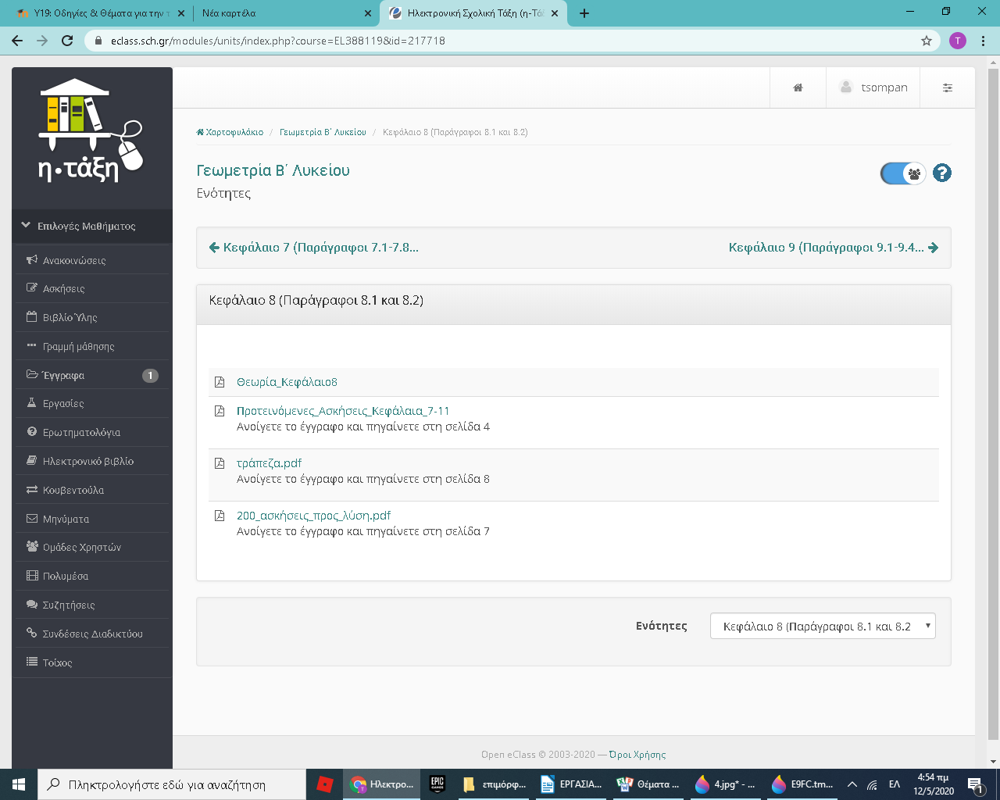 Υ19: Οδηγίες & Θέματα για την τ
Νέα καρτέλα
Ηλεκτρονική Σχολική Τάξη (η-Τάξ
eclass.sch.gr/modules/units/index.php?course=EL388119&id=217718
T
η•τάξη
tsompan
Χαρτοφυλάκιο / Γεωμετρία Β΄ Λυκείου / Κεφάλαιο 8 (Παράγραφοι 8.1 και 8.2)
Γεωμετρία Β΄ Λυκείου
Ενότητες
Επιλογές Μαθήματος
Ανακοινώσεις
Ασκήσεις
Βιβλίο Ύλης
Γραμμή μάθησης
Έγγραφα 1
Εργασίες
Ερωτηματολόγια
Ηλεκτρονικό βιβλίο
Κουβεντούλα
Μηνύματα
Ομάδες Χρηστών
Πολυμέσα
Συζητήσεις
Συνδέσεις Διαδικτύου
Τοίχος
Κεφάλαιο 7 (Παράγραφοι 7.1-7.8...
Κεφάλαιο 9 (Παράγραφοι 9.1-9.4...
Κεφάλαιο 8 (Παράγραφοι 8.1 και 8.2)
Θεωρία_Κεφάλαιο8
Προτεινόμενες_Ασκήσεις_Κεφάλαια_7-11
Ανοίγετε το έγγραφο και πηγαίνετε στη σελίδα 4
τράπεζα.pdf
Ανοίγετε το έγγραφο και πηγαίνετε στη σελίδα 8
200_ασκήσεις_προς_λύση.pdf
Ανοίγετε το έγγραφο και πηγαίνετε στη σελίδα 7
Ενότητες
Κεφάλαιο 8 (Παράγραφοι 8.1 και 8.2
Open eClass © 2003-2020 — Όροι Χρήσης
Πληκτρολογήστε εδώ για αναζήτηση
Ηλεκτρο...
EPIC GAMES
επιμόρφ...
ΕΡΓΑΣΙΑ...
Θέματα ...
4.jpg* - ...
E9FC.tm...
ΕΛ
4:54 πμ
12/5/2020
1